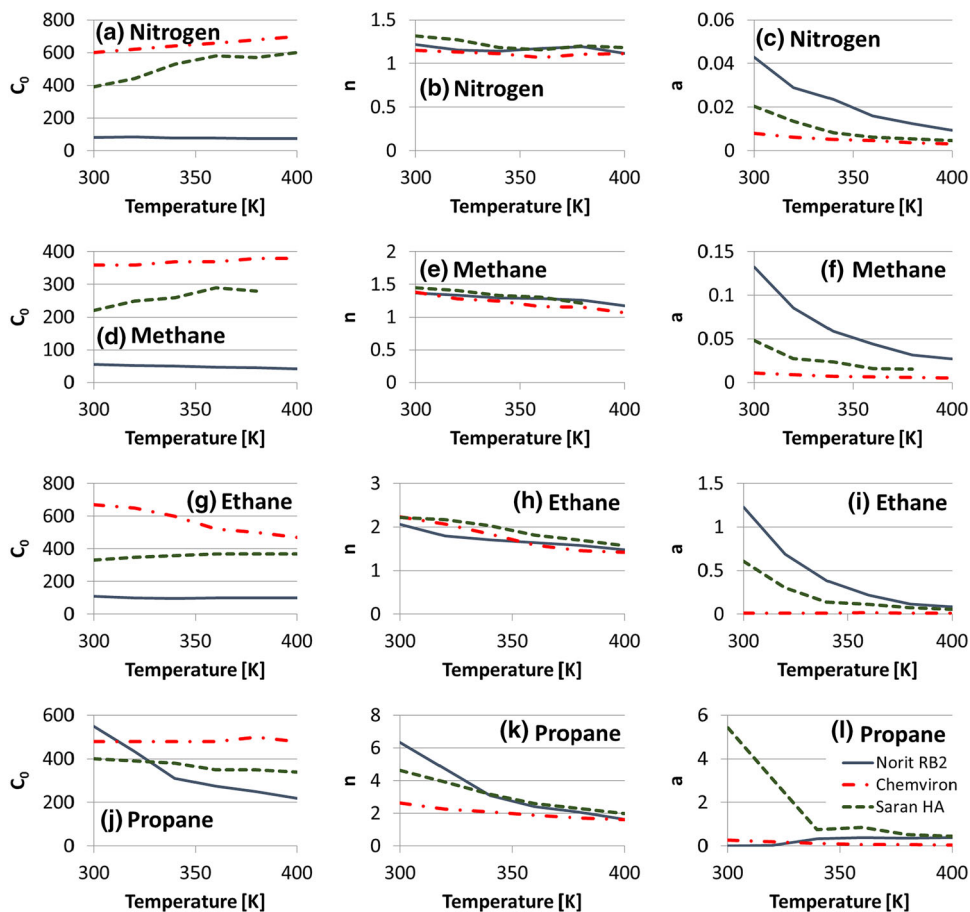 (a) Nitrogen
C0
800
600
400
200
0
300
350
400
Temperature [K]
(b) Nitrogen
n
1.5
1
0.5
0
300
350
400
Temperature [K]
(c) Nitrogen
a
0.06
0.04
0.02
0
300
350
400
Temperature [K]
(d) Methane
C0
400
300
200
100
0
300
350
400
Temperature [K]
(e) Methane
n
2
1.5
1
0.5
0
300
350
400
Temperature [K]
(f) Methane
a
0.15
0.1
0.05
0
300
350
400
Temperature [K]
(g) Ethane
C0
800
600
400
200
0
300
350
400
Temperature [K]
(h) Ethane
n
3
2
1
0
300
350
400
Temperature [K]
(i) Ethane
a
1.5
1
0.5
0
300
350
400
Temperature [K]
(j) Propane
C0
600
400
200
0
300
350
400
Temperature [K]
(k) Propane
n
8
6
4
2
0
300
350
400
Temperature [K]
(l) Propane
a
6
4
2
0
300
350
400
Temperature [K]
Norit RB2
Chemviron
Saran HA